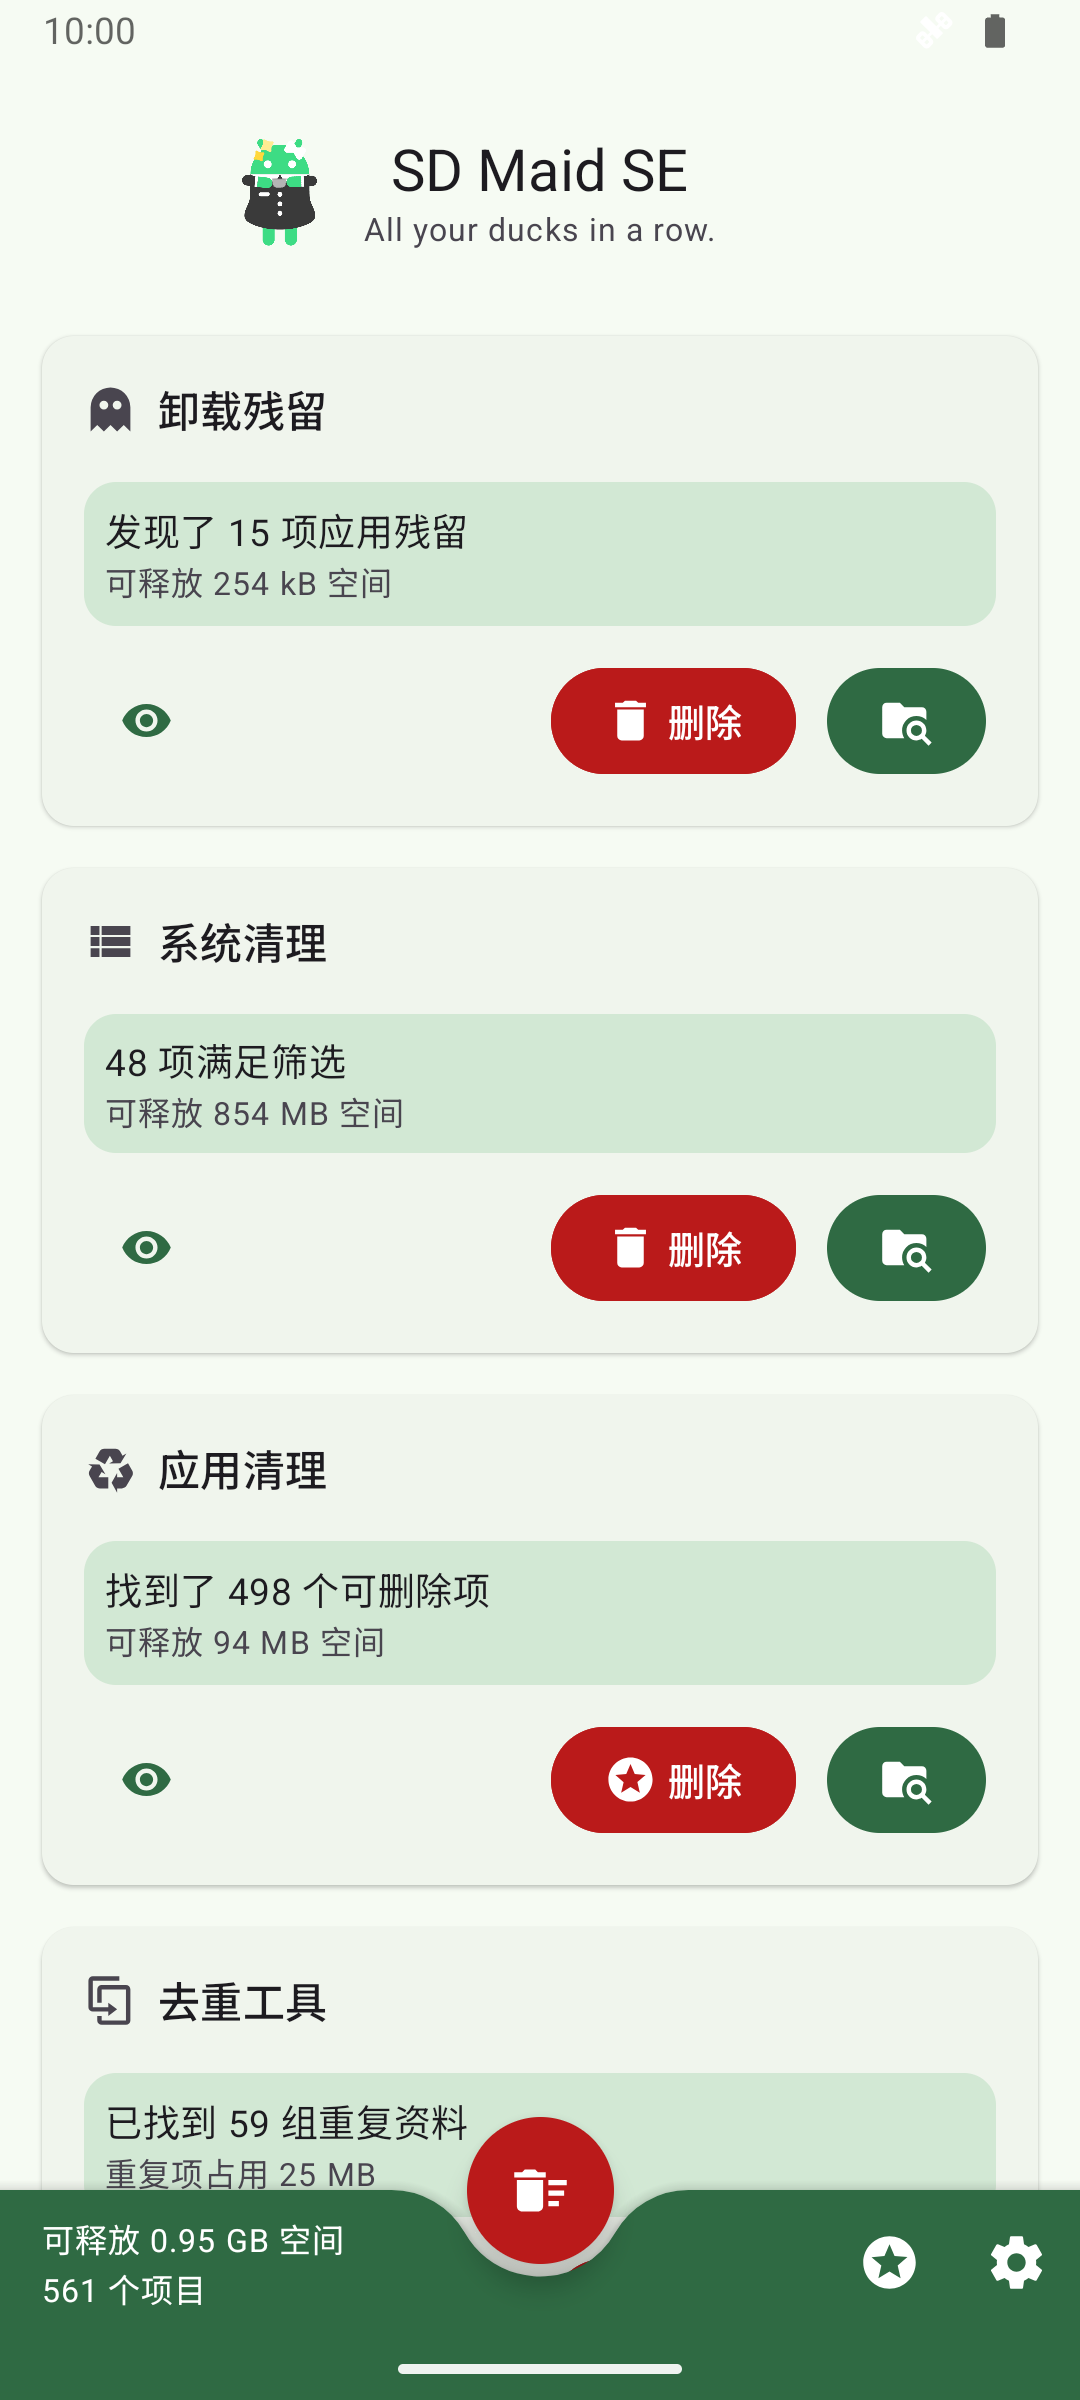 10:00
SD Maid SE
All your ducks in a row.
卸载残留
发现了 15 项应用残留
可释放 254 kB 空间
删除
系统清理
48 项满足筛选
可释放 854 MB 空间
删除
应用清理
找到了 498 个可删除项
可释放 94 MB 空间
删除
去重工具
已找到 59 组重复资料
重复项占用 25 MB
可释放 0.95 GB 空间
561 个项目